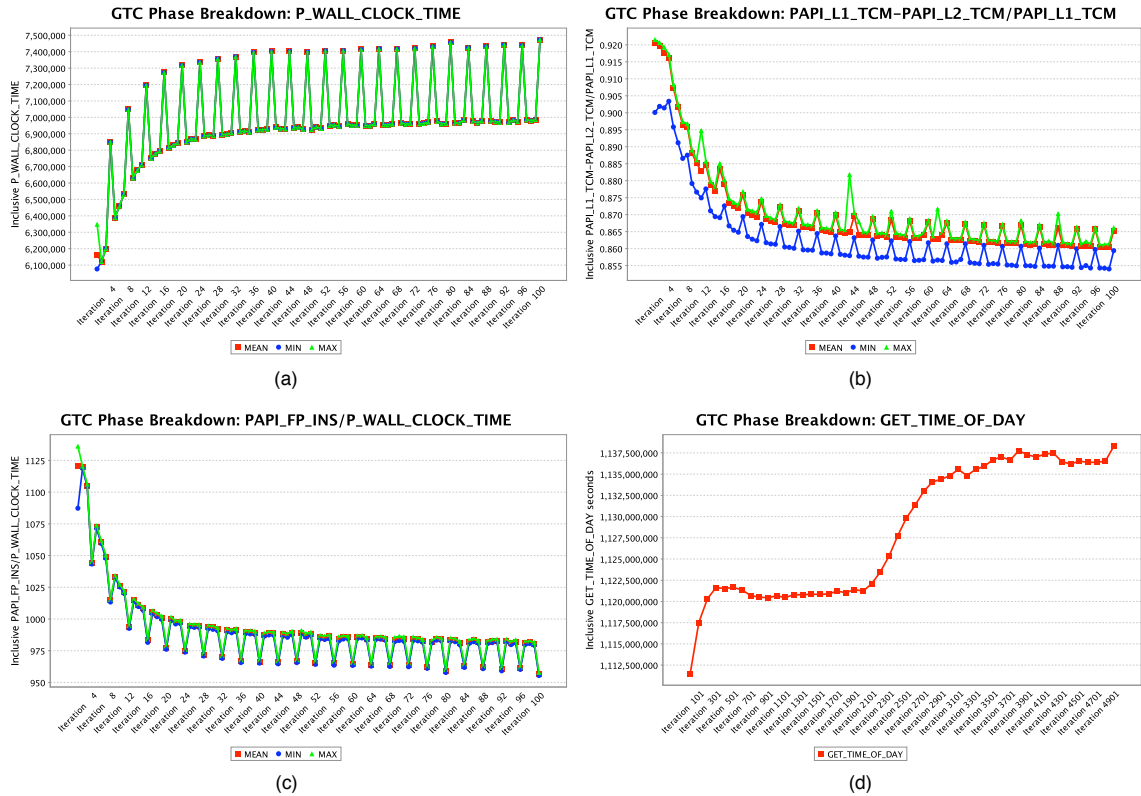 GTC Phase Breakdown: P_WALL_CLOCK_TIME
Inclusive P_WALL_CLOCK_TIME
7,500,000
7,400,000
7,300,000
7,200,000
7,100,000
7,000,000
6,900,000
6,800,000
6,700,000
6,600,000
6,500,000
6,400,000
6,300,000
6,200,000
6,100,000
Iteration 4
Iteration 8
Iteration 12
Iteration 16
Iteration 20
Iteration 24
Iteration 28
Iteration 32
Iteration 36
Iteration 40
Iteration 44
Iteration 48
Iteration 52
Iteration 56
Iteration 60
Iteration 64
Iteration 68
Iteration 72
Iteration 76
Iteration 80
Iteration 84
Iteration 88
Iteration 92
Iteration 96
Iteration 100
MEAN MIN MAX
(a)
GTC Phase Breakdown: PAPI_L1_TCM-PAPI_L2_TCM/PAPI_L1_TCM
Inclusive PAPI_L1_TCM-PAPI_L2_TCM/PAPI_L1_TCM
0.920
0.915
0.910
0.905
0.900
0.895
0.890
0.885
0.880
0.875
0.870
0.865
0.860
0.855
Iteration 4
Iteration 8
Iteration 12
Iteration 16
Iteration 20
Iteration 24
Iteration 28
Iteration 32
Iteration 36
Iteration 40
Iteration 44
Iteration 48
Iteration 52
Iteration 56
Iteration 60
Iteration 64
Iteration 68
Iteration 72
Iteration 76
Iteration 80
Iteration 84
Iteration 88
Iteration 92
Iteration 96
Iteration 100
MEAN MIN MAX
(b)
GTC Phase Breakdown: PAPI_FP_INS/P_WALL_CLOCK_TIME
Inclusive PAPI_FP_INS/P_WALL_CLOCK_TIME
1125
1100
1075
1050
1025
1000
975
950
Iteration 4
Iteration 8
Iteration 12
Iteration 16
Iteration 20
Iteration 24
Iteration 28
Iteration 32
Iteration 36
Iteration 40
Iteration 44
Iteration 48
Iteration 52
Iteration 56
Iteration 60
Iteration 64
Iteration 68
Iteration 72
Iteration 76
Iteration 80
Iteration 84
Iteration 88
Iteration 92
Iteration 96
Iteration 100
MEAN MIN MAX
(c)
GTC Phase Breakdown: GET_TIME_OF_DAY
Inclusive GET_TIME_OF_DAY seconds
1,137,500,000
1,135,000,000
1,132,500,000
1,130,000,000
1,127,500,000
1,125,000,000
1,122,500,000
1,120,000,000
1,117,500,000
1,115,000,000
1,112,500,000
Iteration 101
Iteration 301
Iteration 501
Iteration 701
Iteration 901
Iteration 1101
Iteration 1301
Iteration 1501
Iteration 1701
Iteration 1901
Iteration 2101
Iteration 2301
Iteration 2501
Iteration 2701
Iteration 2901
Iteration 3101
Iteration 3301
Iteration 3501
Iteration 3701
Iteration 3901
Iteration 4101
Iteration 4301
Iteration 4501
Iteration 4701
Iteration 4901
GET_TIME_OF_DAY
(d)